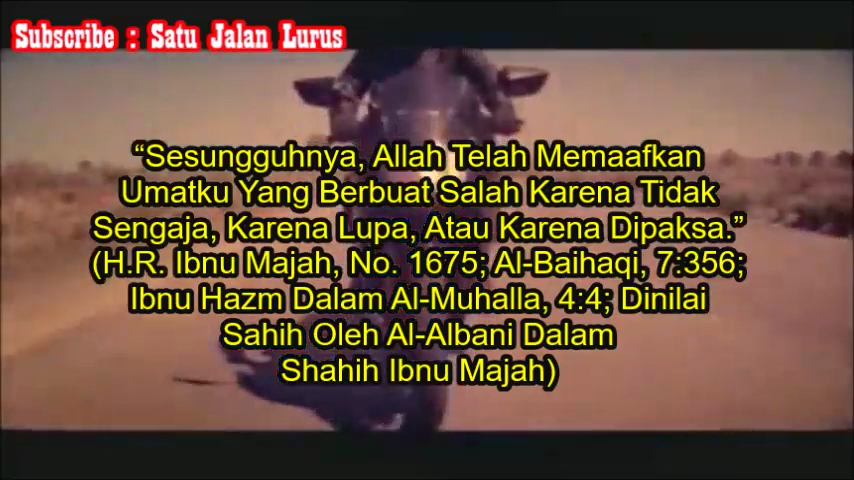 Subscribe : Satu Jalan Lurus
“Sesungguhnya, Allah Telah Memaafkan
Umatku Yang Berbuat Salah Karena Tidak
Sengaja, Karena Lupa, Atau Karena Dipaksa.”
(H.R. Ibnu Majah, No. 1675; Al-Baihaqi, 7:356;
Ibnu Hazm Dalam Al-Muhalla, 4:4; Dinilai
Sahih Oleh Al-Albani Dalam
Shahih Ibnu Majah)